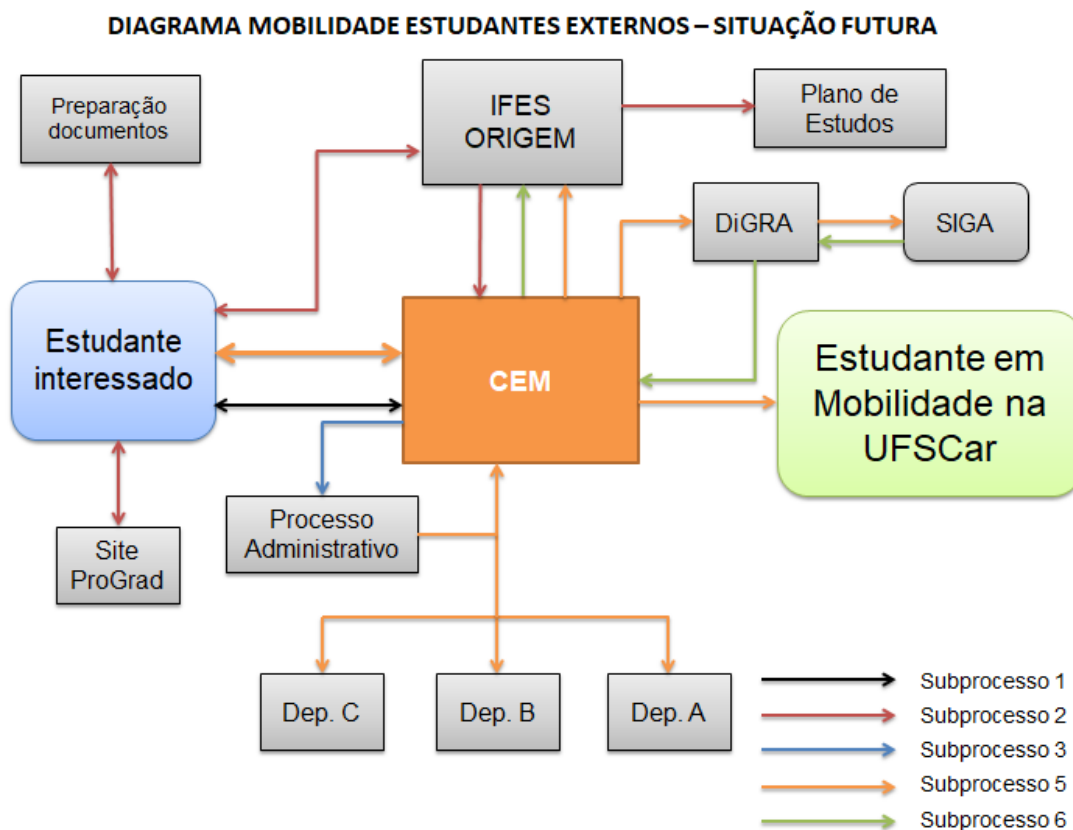 DIAGRAMA MOBILIDADE ESTUDANTES EXTERNOS – SITUAÇÃO FUTURA
Preparação
documentos
IFES
ORIGEM
Plano de
Estudos
DiGRA
SIGA
Estudante
interessado
CEM
Estudante em
Mobilidade na
UFSCar
Processo
Administrativo
Site
ProGrad
Dep. C
Dep. B
Dep. A
Subprocesso 1
Subprocesso 2
Subprocesso 3
Subprocesso 5
Subprocesso 6